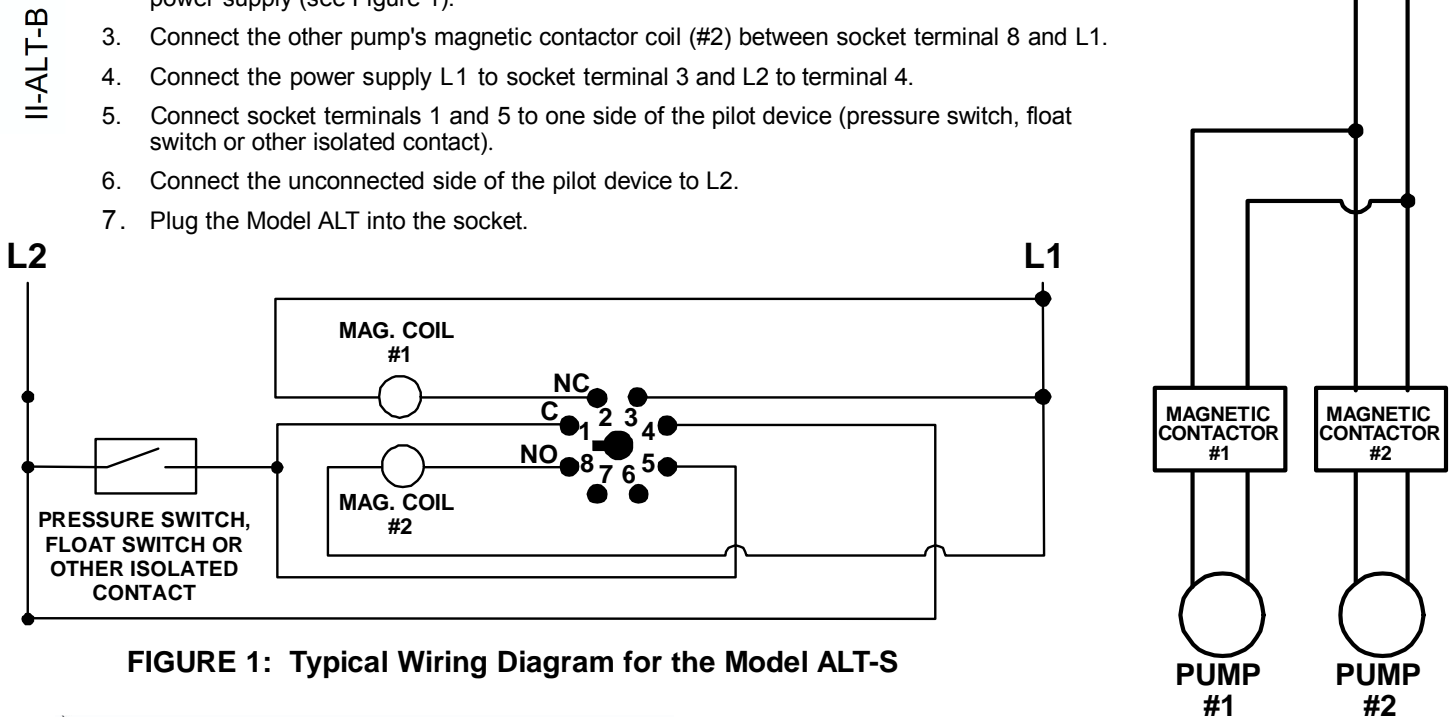 power supply (see Figure 1).
II-ALT-B
3. Connect the other pump's magnetic contactor coil (#2) between socket terminal 8 and L1.
4. Connect the power supply L1 to socket terminal 3 and L2 to terminal 4.
5. Connect socket terminals 1 and 5 to one side of the pilot device (pressure switch, float
switch or other isolated contact).
6. Connect the unconnected side of the pilot device to L2.
7. Plug the Model ALT into the socket.
L2
L1
MAG. COIL
#1
NC
C
2 3
1 4
NO
8 5
7 6
MAG. COIL
#2
PRESSURE SWITCH,
FLOAT SWITCH OR
OTHER ISOLATED
CONTACT
FIGURE 1: Typical Wiring Diagram for the Model ALT-S
MAGNETIC
CONTACTOR
#1
MAGNETIC
CONTACTOR
#2
PUMP
#1
PUMP
#2